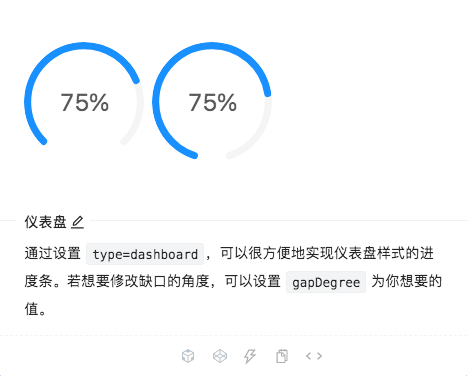 75% 75%
仪表盘
通过设置 type=dashboard，可以很方便地实现仪表盘样式的进
度条。若想要修改缺口的角度，可以设置 gapDegree 为你想要的
值。